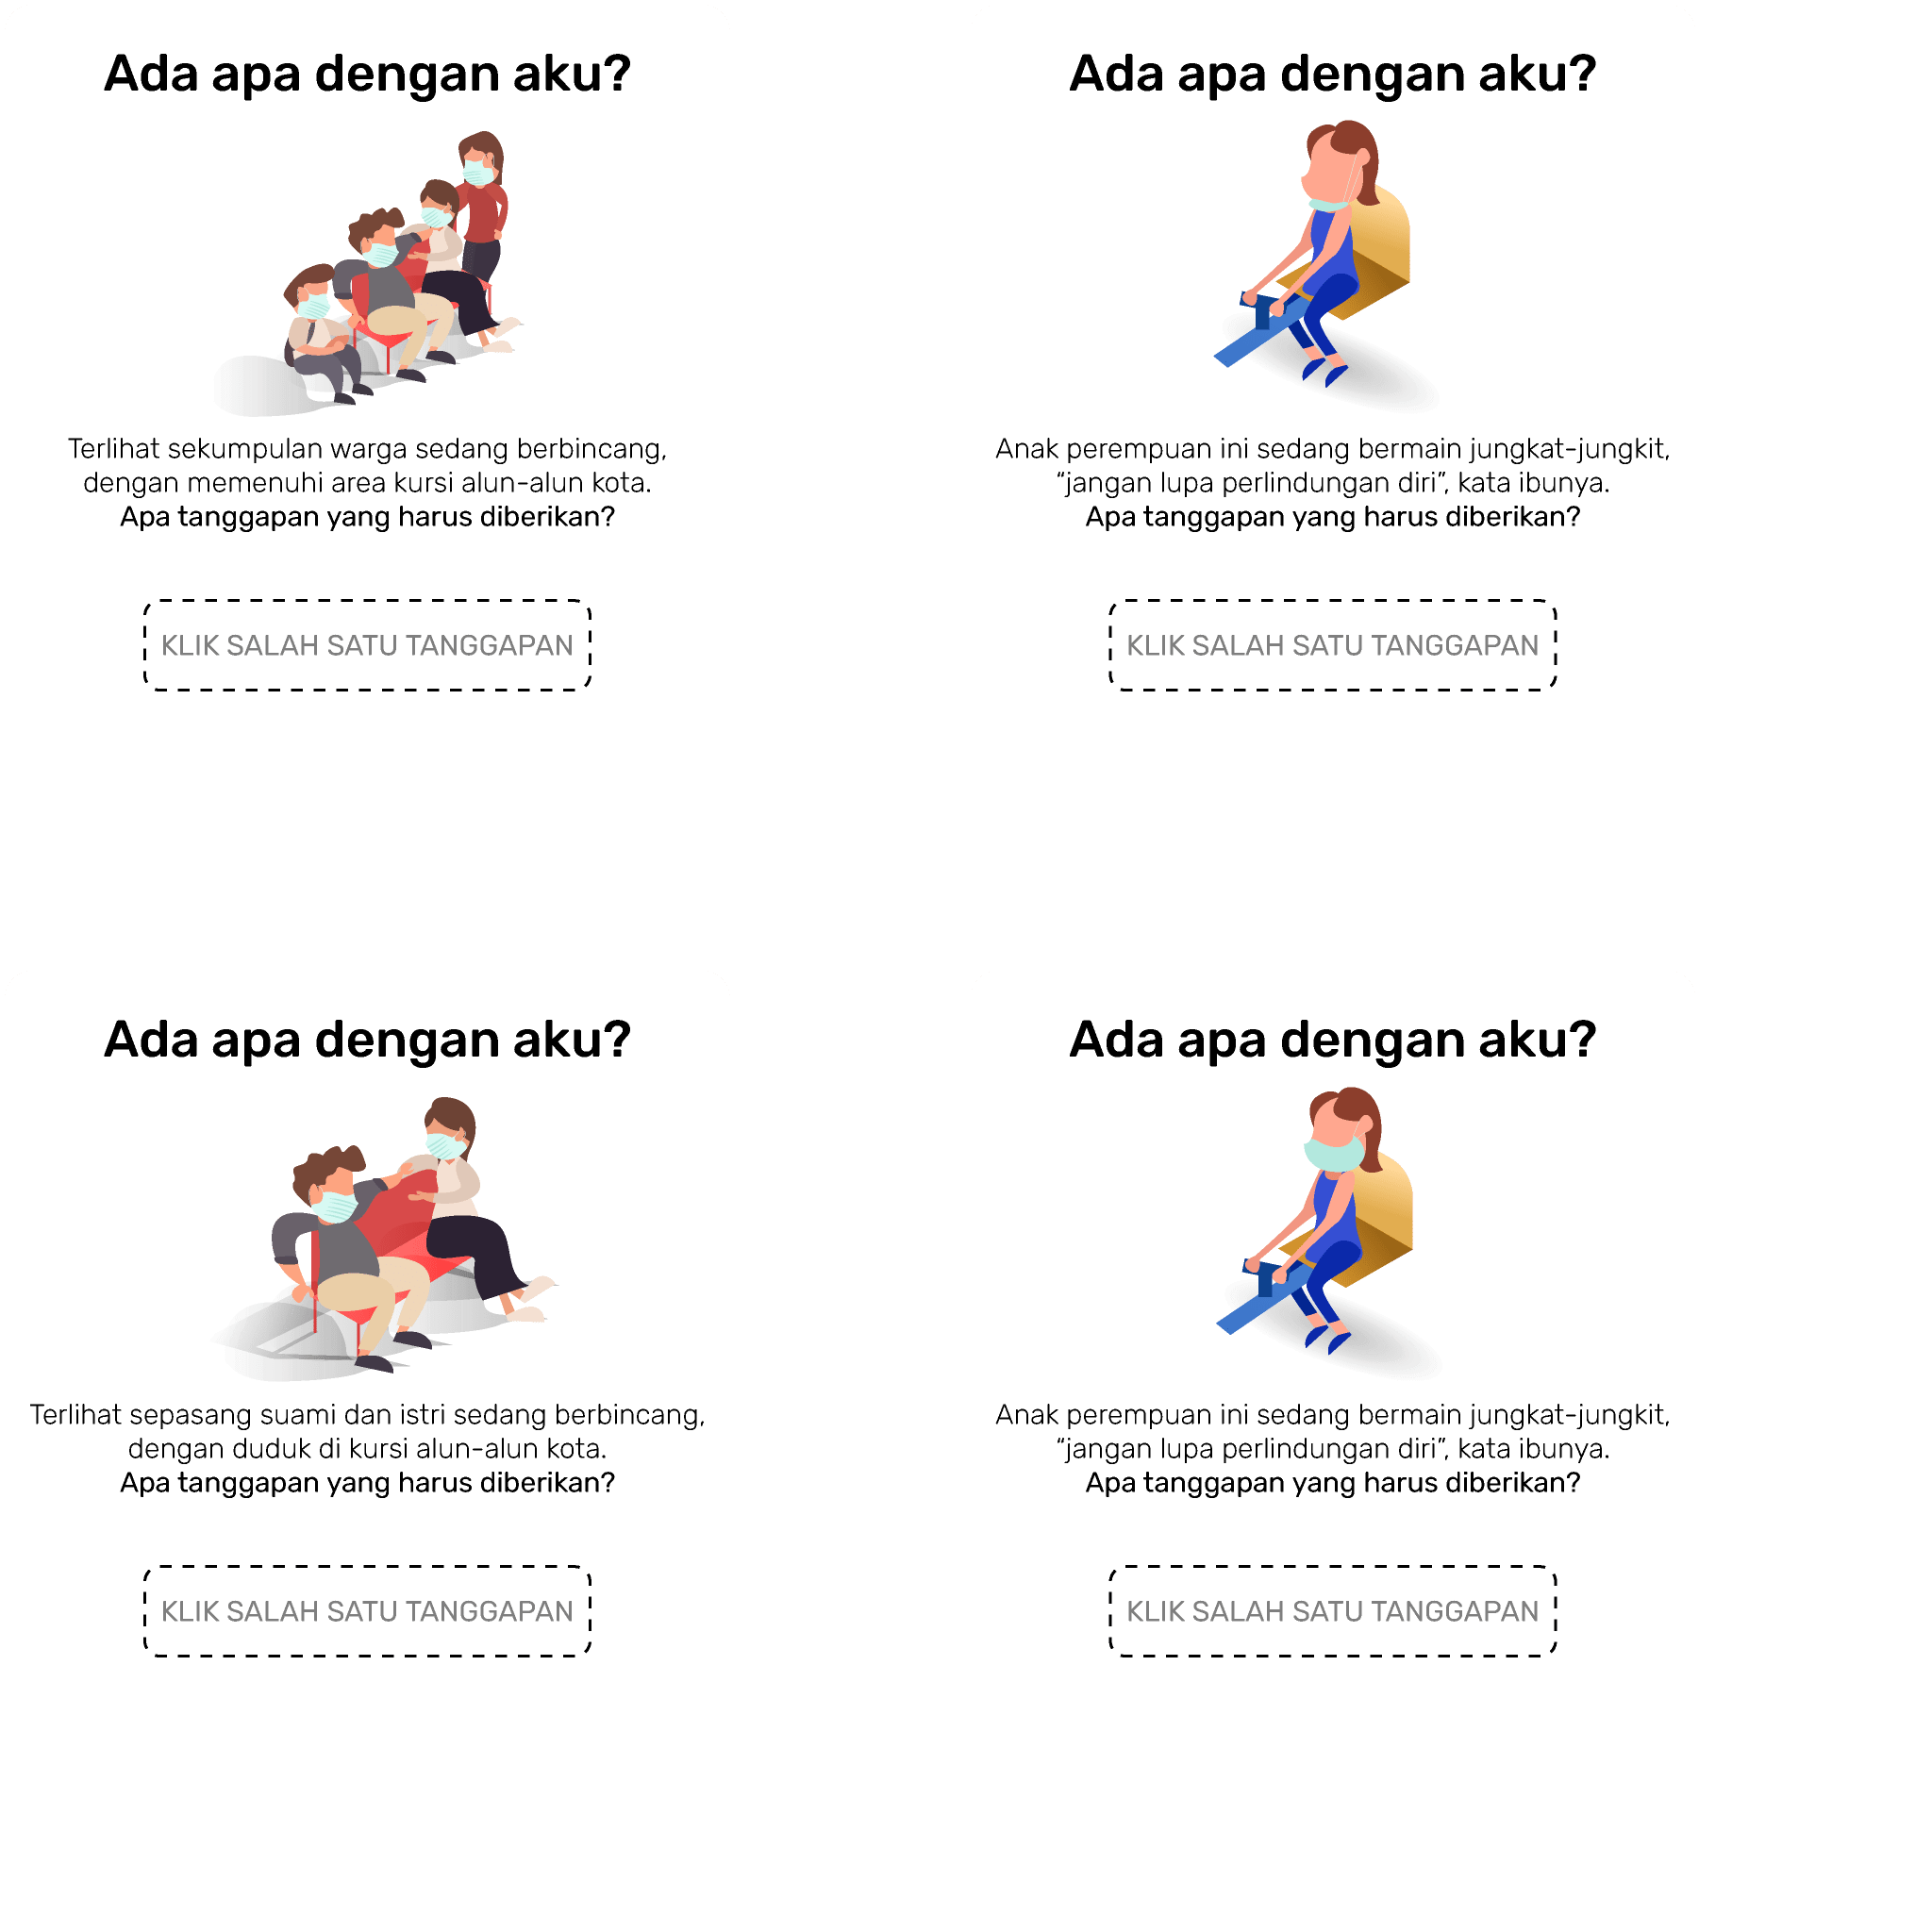 Ada apa dengan aku?
Terlihat sekumpulan warga sedang berbincang,
dengan memenuhi area kursi alun-alun kota.
Apa tanggapan yang harus diberikan?
KLIK SALAH SATU TANGGAPAN
Ada apa dengan aku?
Anak perempuan ini sedang bermain jungkat-jungkit,
“jangan lupa perlindungan diri”, kata ibunya.
Apa tanggapan yang harus diberikan?
KLIK SALAH SATU TANGGAPAN
Ada apa dengan aku?
Terlihat sepasang suami dan istri sedang berbincang,
dengan duduk di kursi alun-alun kota.
Apa tanggapan yang harus diberikan?
KLIK SALAH SATU TANGGAPAN
Ada apa dengan aku?
Anak perempuan ini sedang bermain jungkat-jungkit,
“jangan lupa perlindungan diri”, kata ibunya.
Apa tanggapan yang harus diberikan?
KLIK SALAH SATU TANGGAPAN